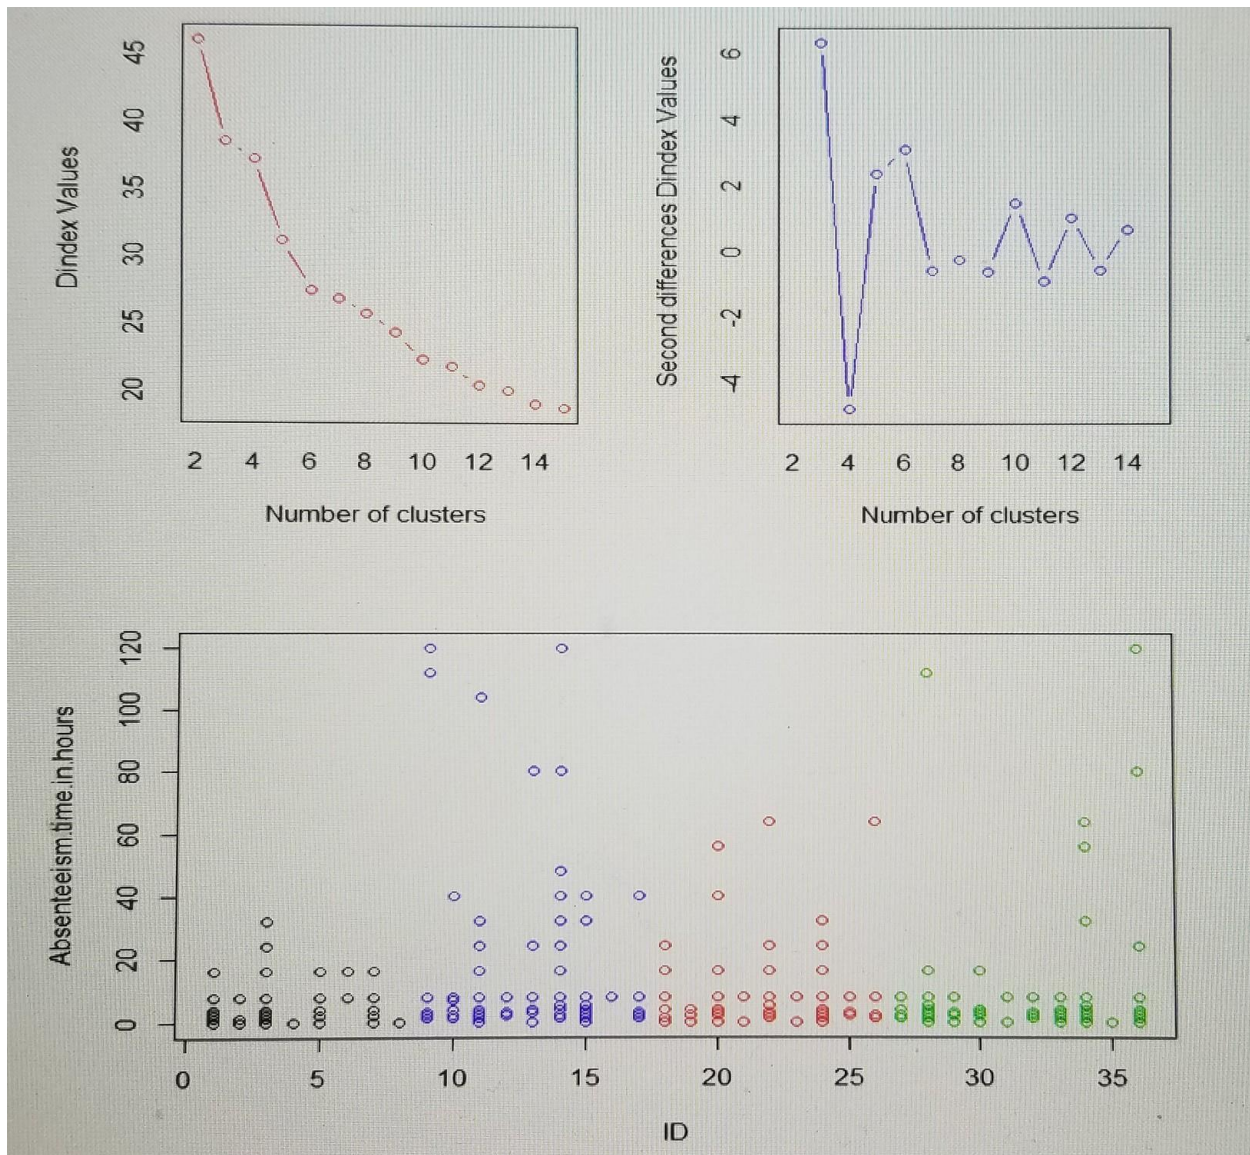 45
40
35
30
25
20
Dindex Values
2 4 6 8 10 12 14
Number of clusters
6
4
2
0
-2
-4
Second differences Dindex Values
2 4 6 8 10 12 14
Number of clusters
120
100
80
60
40
20
0
Absenteeism.time.in.hours
0 5 10 15 20 25 30 35
ID